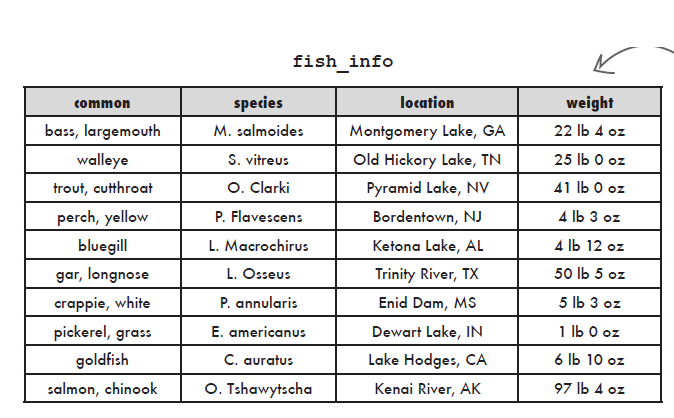 fish_info
common species location weight
bass, largemouth M. salmoides Montgomery Lake, GA 22 lb 4 oz
walleye S. vitreus Old Hickory Lake, TN 25 lb 0 oz
trout, cutthroat O. Clarki Pyramid Lake, NV 41 lb 0 oz
perch, yellow P. Flavescens Bordentown, NJ 4 lb 3 oz
bluegill L. Macrochirus Ketona Lake, AL 4 lb 12 oz
gar, longnose L. Osseus Trinity River, TX 50 lb 5 oz
crappie, white P. annularis Enid Dam, MS 5 lb 3 oz
pickerel, grass E. americanus Dewart Lake, IN 1 lb 0 oz
goldfish C. auratus Lake Hodges, CA 6 lb 10 oz
salmon, chinook O. Tshawytscha Kenai River, AK 97 lb 4 oz